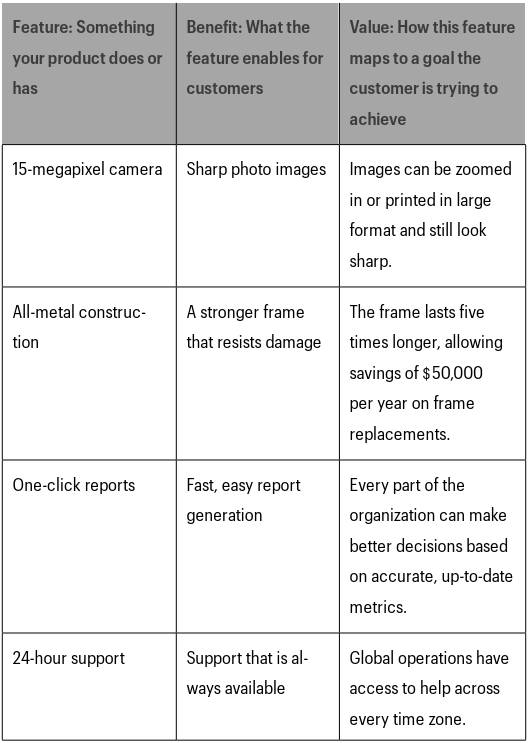 Feature: Something
your product does or
has
Benefit: What the
feature enables for
customers
Value: How this feature
maps to a goal the
customer is trying to
achieve
15-megapixel camera
Sharp photo images
Images can be zoomed
in or printed in large
format and still look
sharp.
All-metal construc-
tion
A stronger frame
that resists damage
The frame lasts five
times longer, allowing
savings of $50,000
per year on frame
replacements.
One-click reports
Fast, easy report
generation
Every part of the
organization can make
better decisions based
on accurate, up-to-date
metrics.
24-hour support
Support that is al-
ways available
Global operations have
access to help across
every time zone.